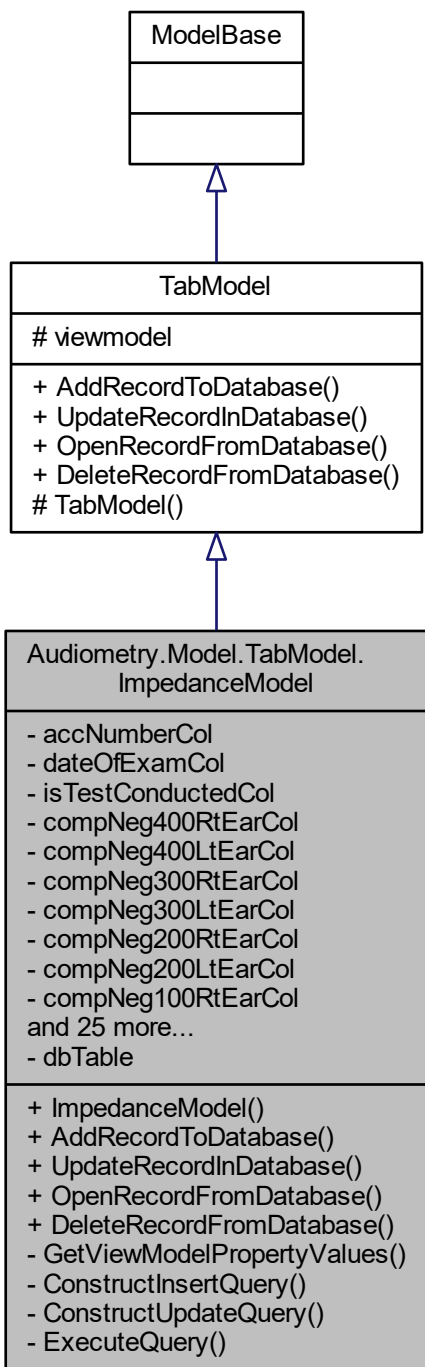 ModelBase
TabModel
# viewmodel
+ AddRecordToDatabase()
+ UpdateRecordInDatabase()
+ OpenRecordFromDatabase()
+ DeleteRecordFromDatabase()
# TabModel()
Audiometry.Model.TabModel.
ImpedanceModel
- accNumberCol
- dateOfExamCol
- isTestConductedCol
- compNeg400RtEarCol
- compNeg400LtEarCol
- compNeg300RtEarCol
- compNeg300LtEarCol
- compNeg200RtEarCol
- compNeg200LtEarCol
- compNeg100RtEarCol
and 25 more...
- dbTable
+ ImpedanceModel()
+ AddRecordToDatabase()
+ UpdateRecordInDatabase()
+ OpenRecordFromDatabase()
+ DeleteRecordFromDatabase()
- GetViewModelPropertyValues()
- ConstructInsertQuery()
- ConstructUpdateQuery()
- ExecuteQuery()